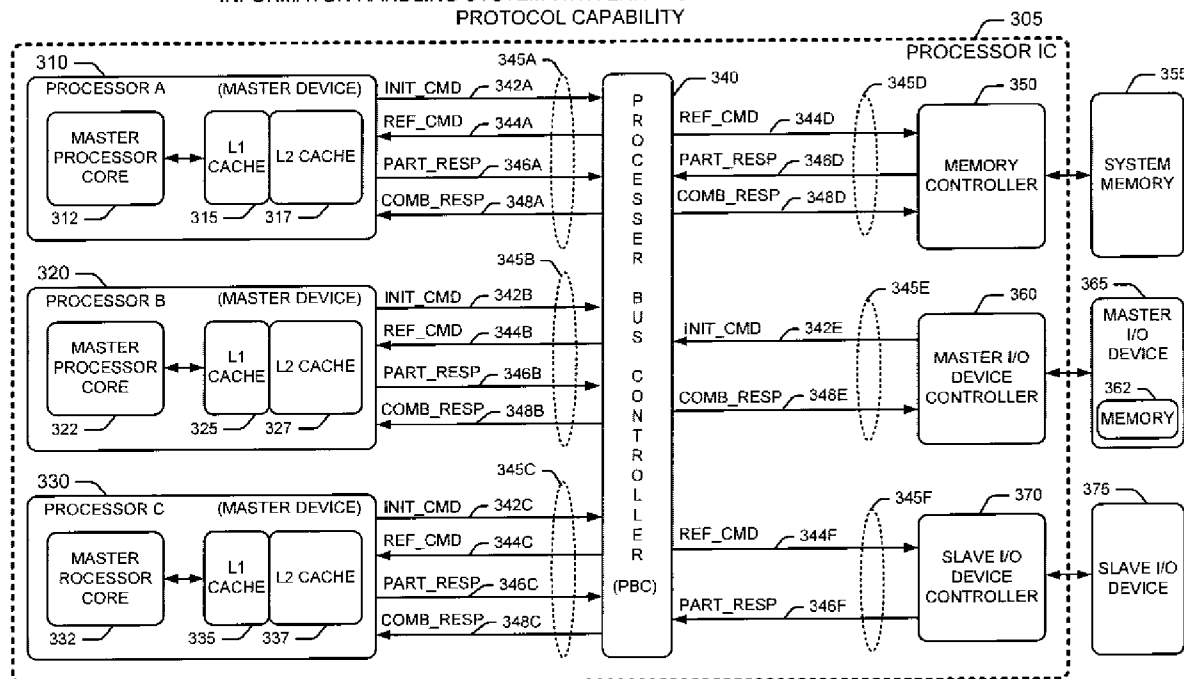 PROTOCOL CAPABILITY
305
PROCESSOR IC
310
PROCESSOR A (MASTER DEVICE)
MASTER
PROCESSOR
CORE
312
L1
CACHE
315
L2 CACHE
317
INIT_CMD 342A
REF_CMD 344A
PART_RESP 346A
COMB_RESP 348A
345A
320
PROCESSOR B (MASTER DEVICE)
MASTER
PROCESSOR
CORE
322
L1
CACHE
325
L2 CACHE
327
INIT_CMD 342B
REF_CMD 344B
PART_RESP 346B
COMB_RESP 348B
345B
330
PROCESSOR C (MASTER DEVICE)
MASTER
ROCESSOR
CORE
332
L1
CACHE
335
L2 CACHE
337
INIT_CMD 342C
REF_CMD 344C
PART_RESP 346C
COMB_RESP 348C
345C
340
PROCESSER BUS CONTROLLER
(PBC)
345D
REF_CMD 344D
PART_RESP 346D
COMB_RESP 348D
350
MEMORY
CONTROLLER
355
SYSTEM
MEMORY
345E
INIT_CMD 342E
COMB_RESP 348E
360
MASTER I/O
DEVICE
CONTROLLER
365
MASTER
I/O
DEVICE
362
MEMORY
345F
REF_CMD 344F
PART_RESP 346F
370
SLAVE I/O
DEVICE
CONTROLLER
375
SLAVE I/O
DEVICE